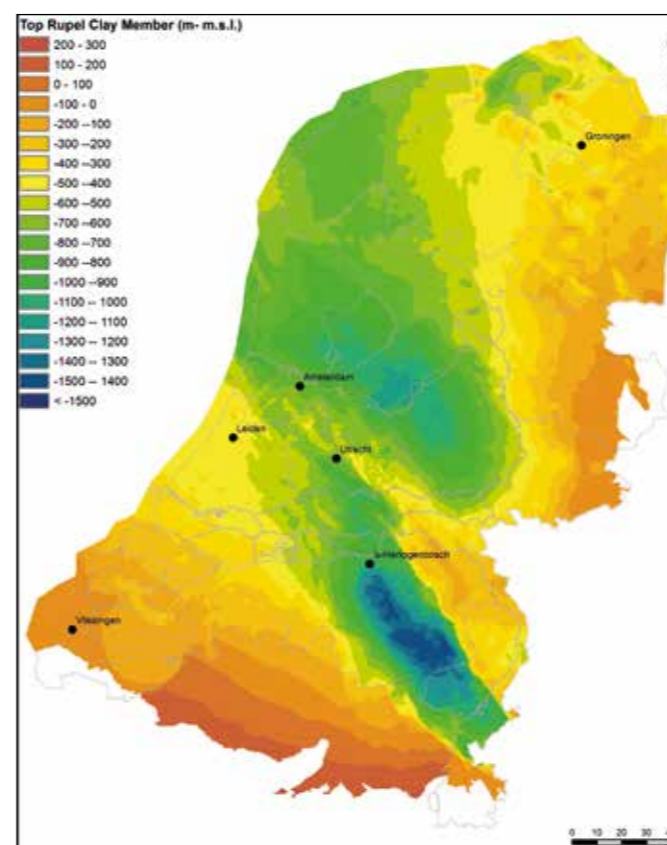 Top Rupel Clay Member (m- m.s.l.)
200 - 300
100 - 200
0 - 100
-100 - 0
-200 --100
-300 --200
-400 --300
-500 --400
-600 --500
-700 --600
-800 --700
-900 --800
-1000 --900
-1100 -- 1000
-1200 -- 1100
-1300 -- 1200
-1400 -- 1300
-1500 -- 1400
< -1500
Groningen
Amsterdam
Leiden
Utrecht
s-Hertogenbosch
Vlissingen
0 10 20 30